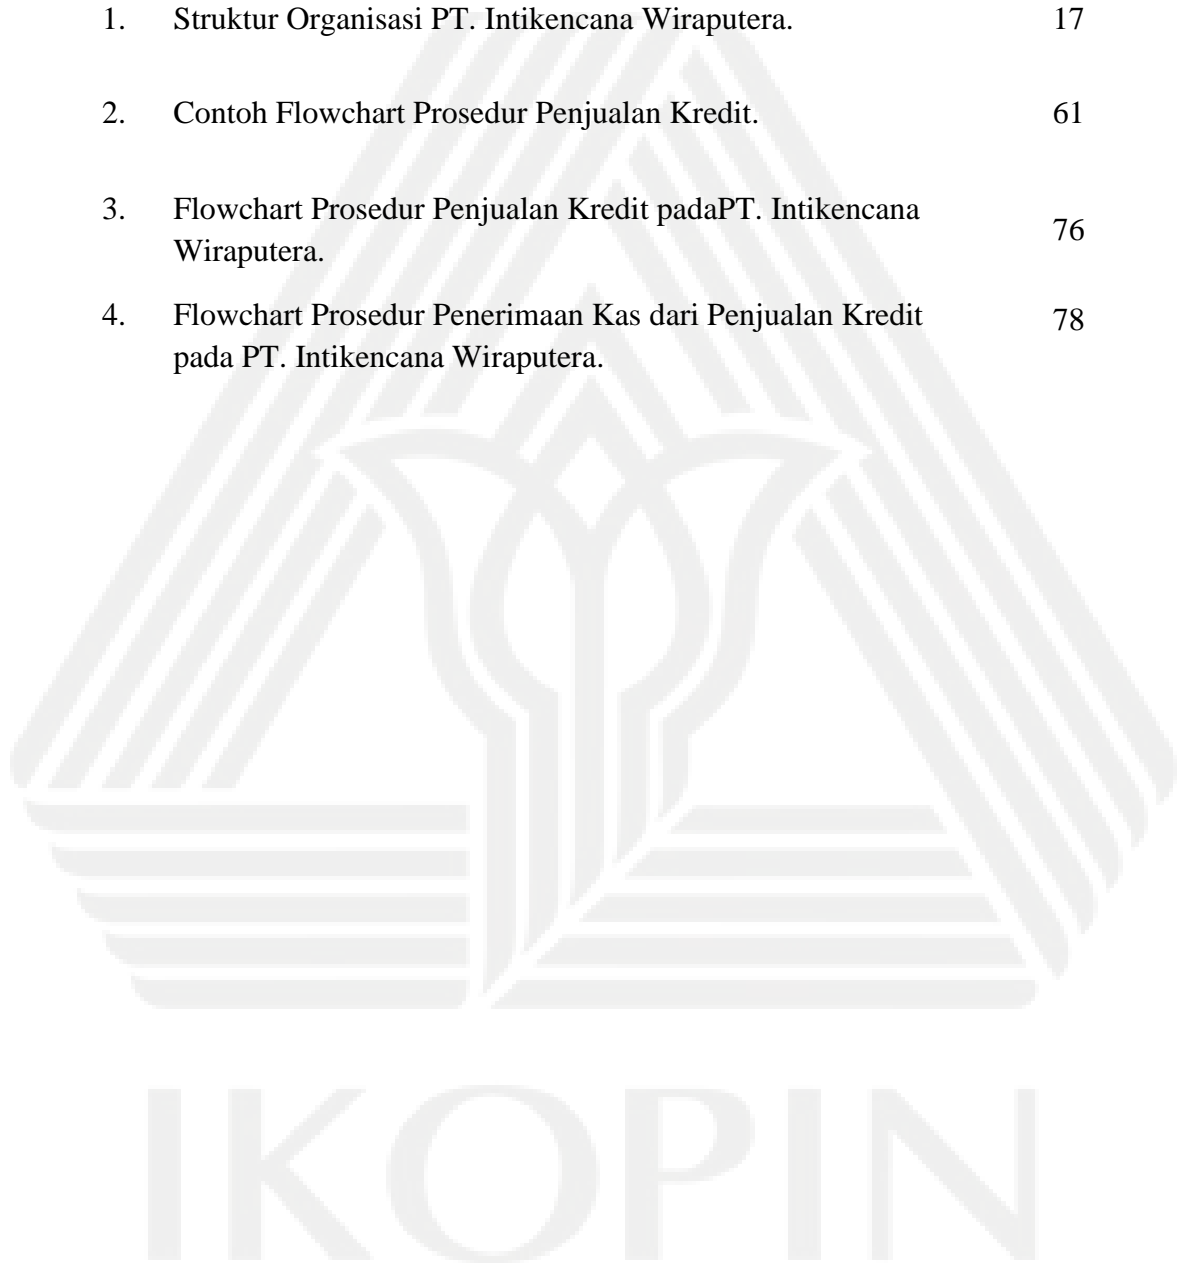 1. Struktur Organisasi PT. Intikencana Wiraputera. 17
2. Contoh Flowchart Prosedur Penjualan Kredit. 61
3. Flowchart Prosedur Penjualan Kredit padaPT. Intikencana
Wiraputera. 76
4. Flowchart Prosedur Penerimaan Kas dari Penjualan Kredit 78
pada PT. Intikencana Wiraputera.
IKOPIN